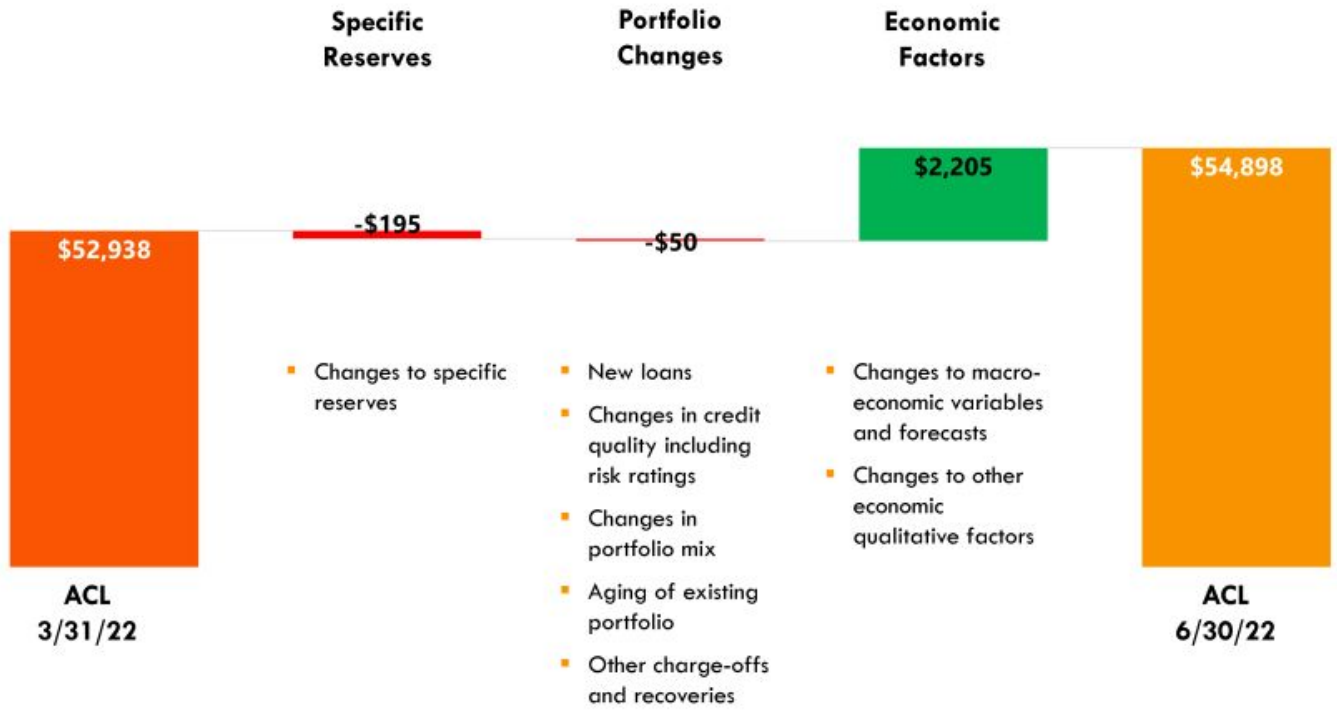 Specific
Reserves
Portfolio
Changes
Economic
Factors
$52,938
-$195
-$50
$2,205
$54,898
▪ Changes to specific
reserves
▪ New loans
▪ Changes in credit
quality including
risk ratings
▪ Changes in
portfolio mix
▪ Aging of existing
portfolio
▪ Other charge-offs
and recoveries
▪ Changes to macro-
economic variables
and forecasts
▪ Changes to other
economic
qualitative factors
ACL
3/31/22
ACL
6/30/22